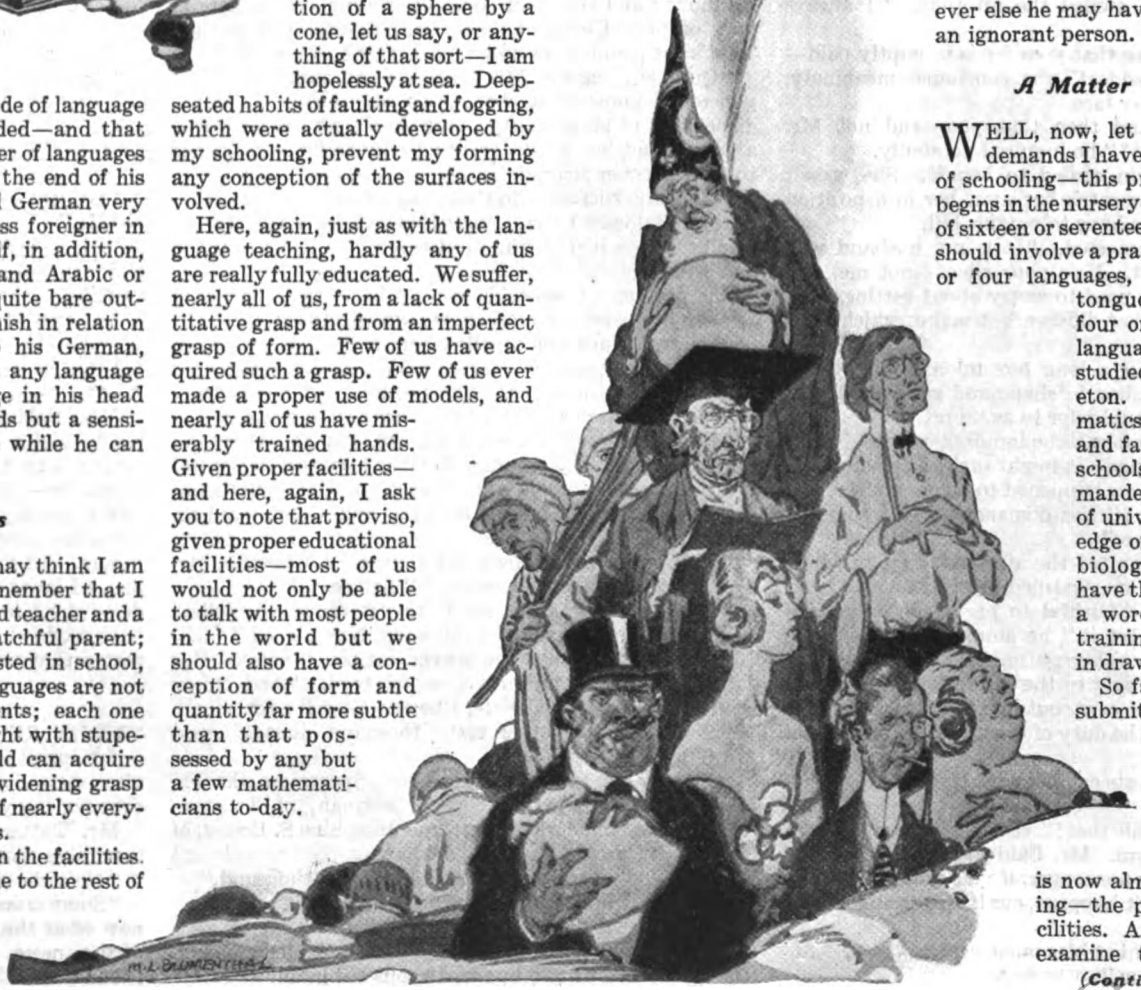 de of language
ded—and that
er of languages
the end of his
German very
ss foreigner in
lf, in addition,
and Arabic or
quite bare out-
nish in relation
his German,
any language
ge in his head
ds but a sensi-
while he can
s
may think I am
member that I
d teacher and a
atchful parent;
sted in school,
nguages are not
ents; each one
ht with stupe-
ld can acquire
widening grasp
f nearly every-
s.
n the facilities.
e to the rest of
tion of a sphere by a
cone, let us say, or any-
thing of that sort—I am
hopelessly at sea. Deep-
seated habits of faulting and fogging,
which were actually developed by
my schooling, prevent my forming
any conception of the surfaces in-
volved.
Here, again, just as with the lan-
guage teaching, hardly any of us
are really fully educated. We suffer,
nearly all of us, from a lack of quan-
titative grasp and from an imperfect
grasp of form. Few of us have ac-
quired such a grasp. Few of us ever
made a proper use of models, and
nearly all of us have mis-
erably trained hands.
Given proper facilities—
and here, again, I ask
you to note that proviso,
given proper educational
facilities—most of us
would not only be able
to talk with most people
in the world but we
should also have a con-
ception of form and
quantity far more subtle
than that pos-
sessed by any but
a few mathemati-
cians to-day.
M. L. BLUMENTHAL
ever else he may hav
an ignorant person.
A Matter
WELL, now, let
demands I have
of schooling—this pr
begins in the nursery
of sixteen or sevente
should involve a pra
or four languages,
tongue
four or
langua
studied
eton.
matics
and fa
schools
mande
of univ
edge o
biolog
have th
a wor
trainin
in draw
So f
submit
is now alm
ing—the p
cilities. A
examine t
(Conti